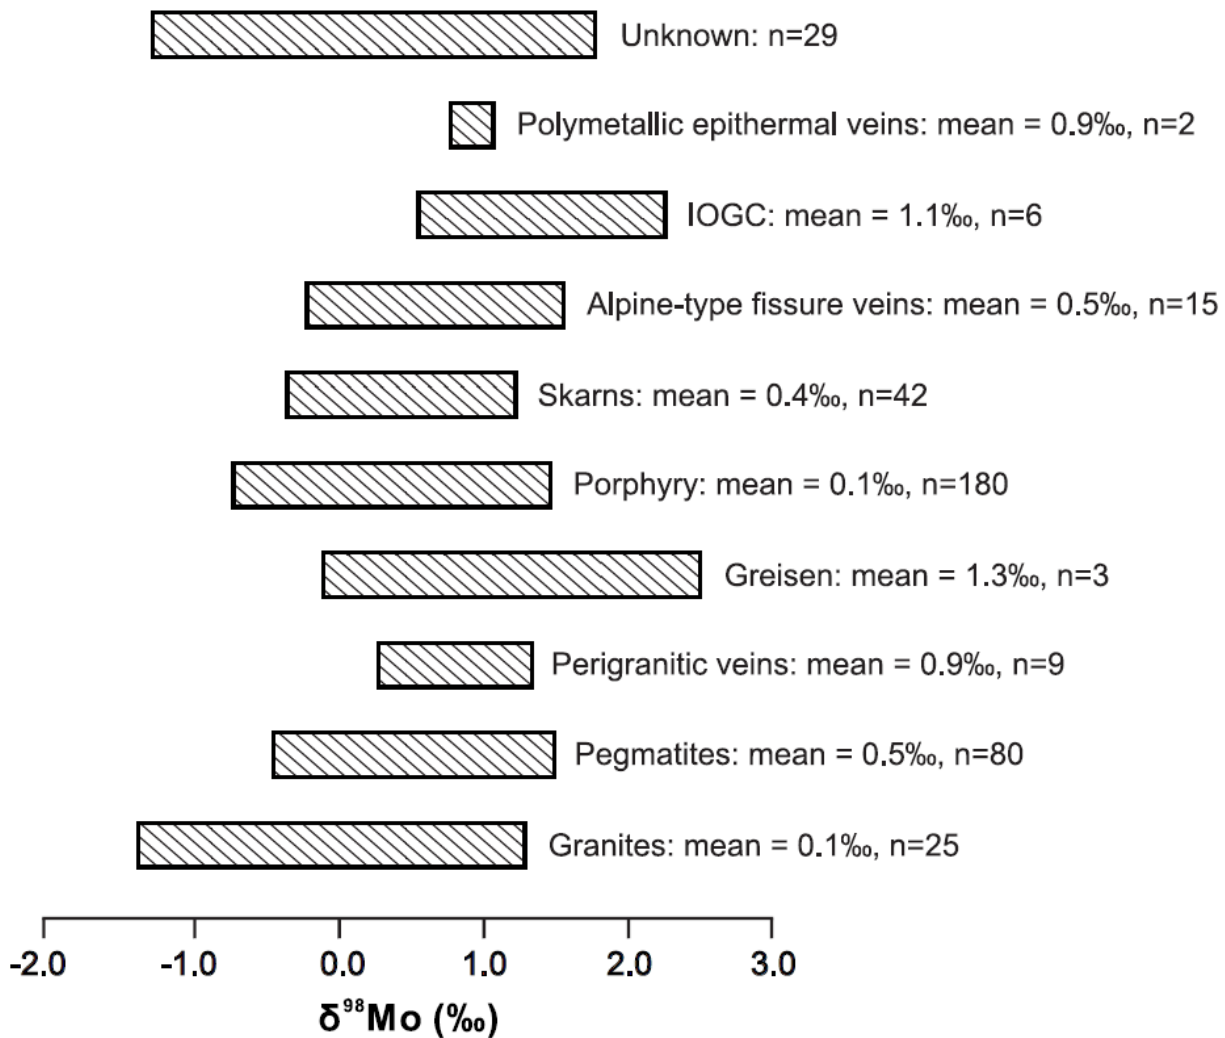 Unknown: n=29
Polymetallic epithermal veins: mean = 0.9‰, n=2
IOGC: mean = 1.1‰, n=6
Alpine-type fissure veins: mean = 0.5‰, n=15
Skarns: mean = 0.4‰, n=42
Porphyry: mean = 0.1‰, n=180
Greisen: mean = 1.3‰, n=3
Perigranitic veins: mean = 0.9‰, n=9
Pegmatites: mean = 0.5‰, n=80
Granites: mean = 0.1‰, n=25
-2.0 -1.0 0.0 1.0 2.0 3.0
δ⁹⁸Mo (‰)